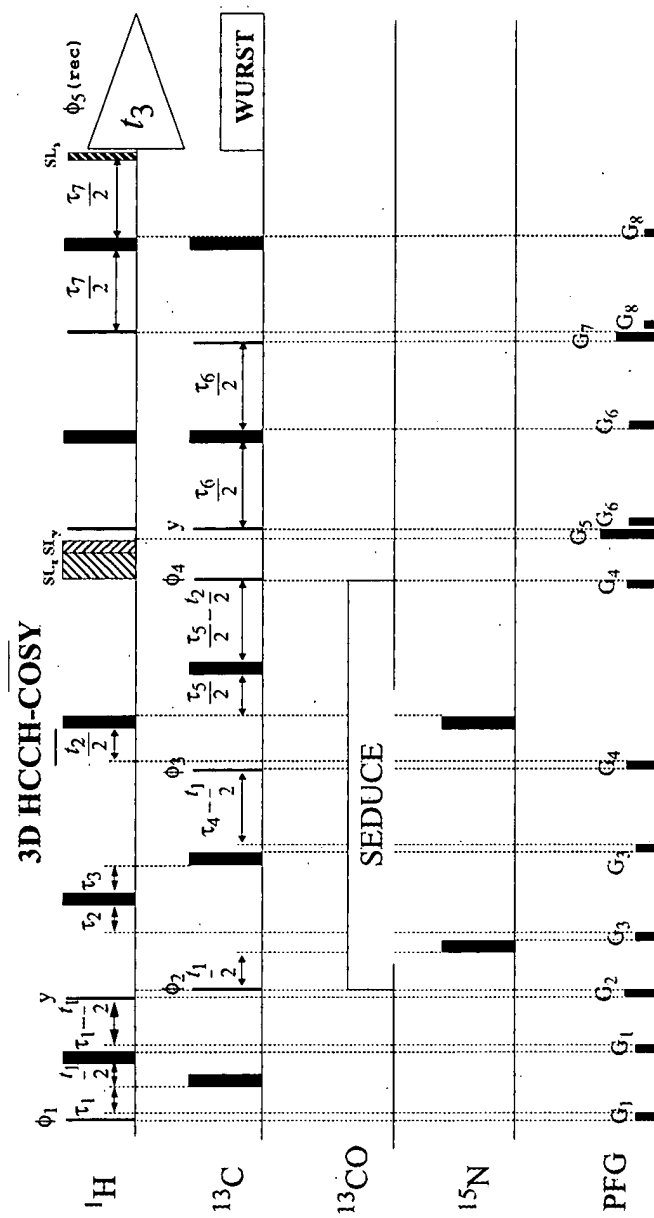 3D HCCH-COSY
¹H φ₁ τ₁ t₁/2 τ₁ − t₁/2 y τ₂ τ₃ t₂/2 SLₓ SLᵧ τ₇/2 τ₇/2 SLₓ φ₅(rec) t₃
¹³C φ₂ t₁/2 τ₄ − t₁/2 φ₃ τ₅/2 τ₅/2 − t₂/2 φ₄ y τ₆/2 τ₆/2 WURST
¹³CO SEDUCE
¹⁵N
PFG G₁ G₁ G₂ G₃ G₃ G₄ G₄ G₅ G₆ G₆ G₇ G₈ G₈